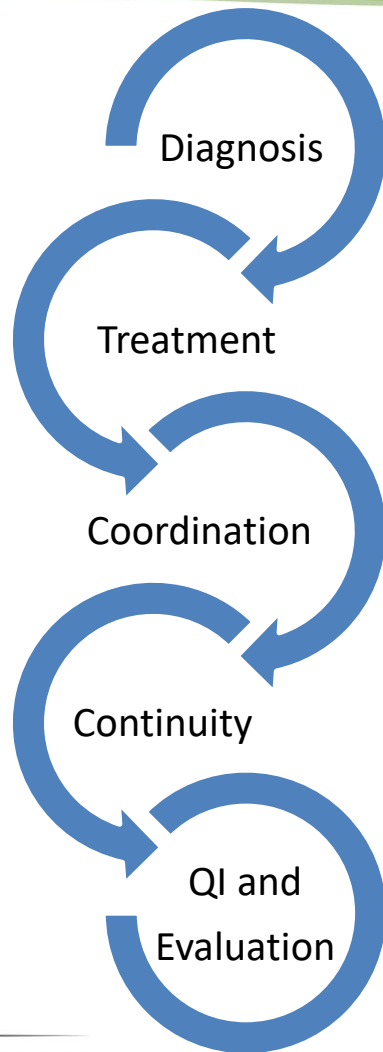 Diagnosis
Treatment
Coordination
Continuity
QI and
Evaluation